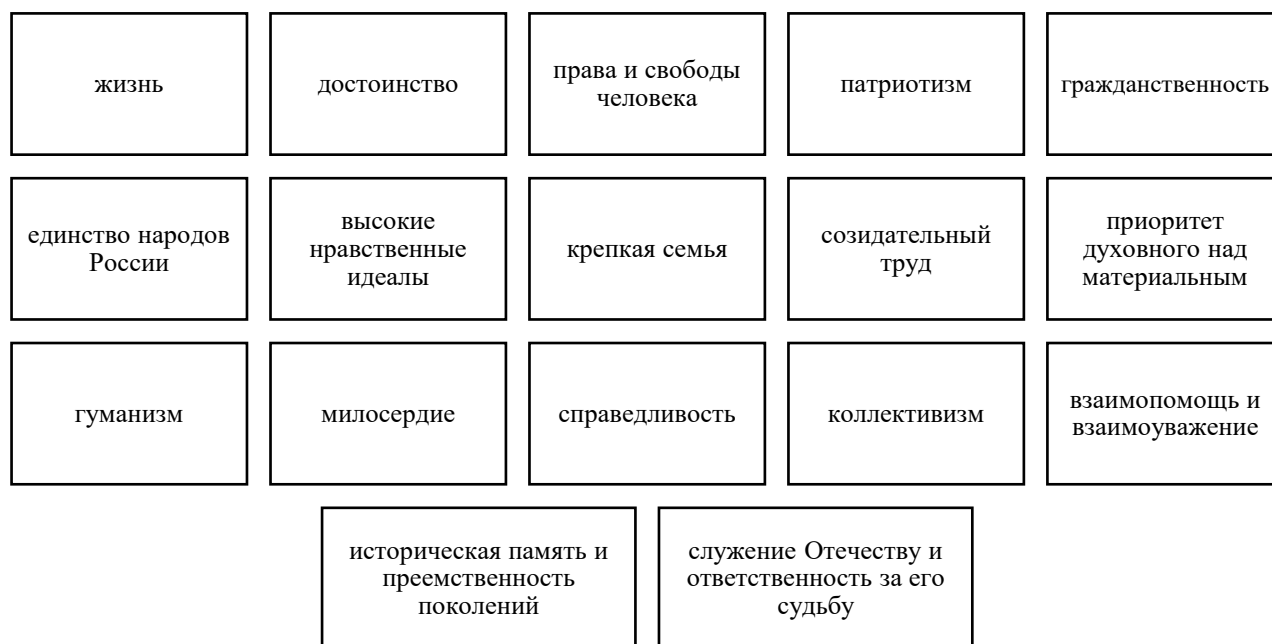 жизнь
достоинство
права и свободы
человека
патриотизм
гражданственность
единство народов
России
высокие
нравственные
идеалы
крепкая семья
созидательный
труд
приоритет
духовного над
материальным
гуманизм
милосердие
справедливость
коллективизм
взаимопомощь и
взаимоуважение
историческая память и
преемственность
поколений
служение Отечеству и
ответственность за его
судьбу